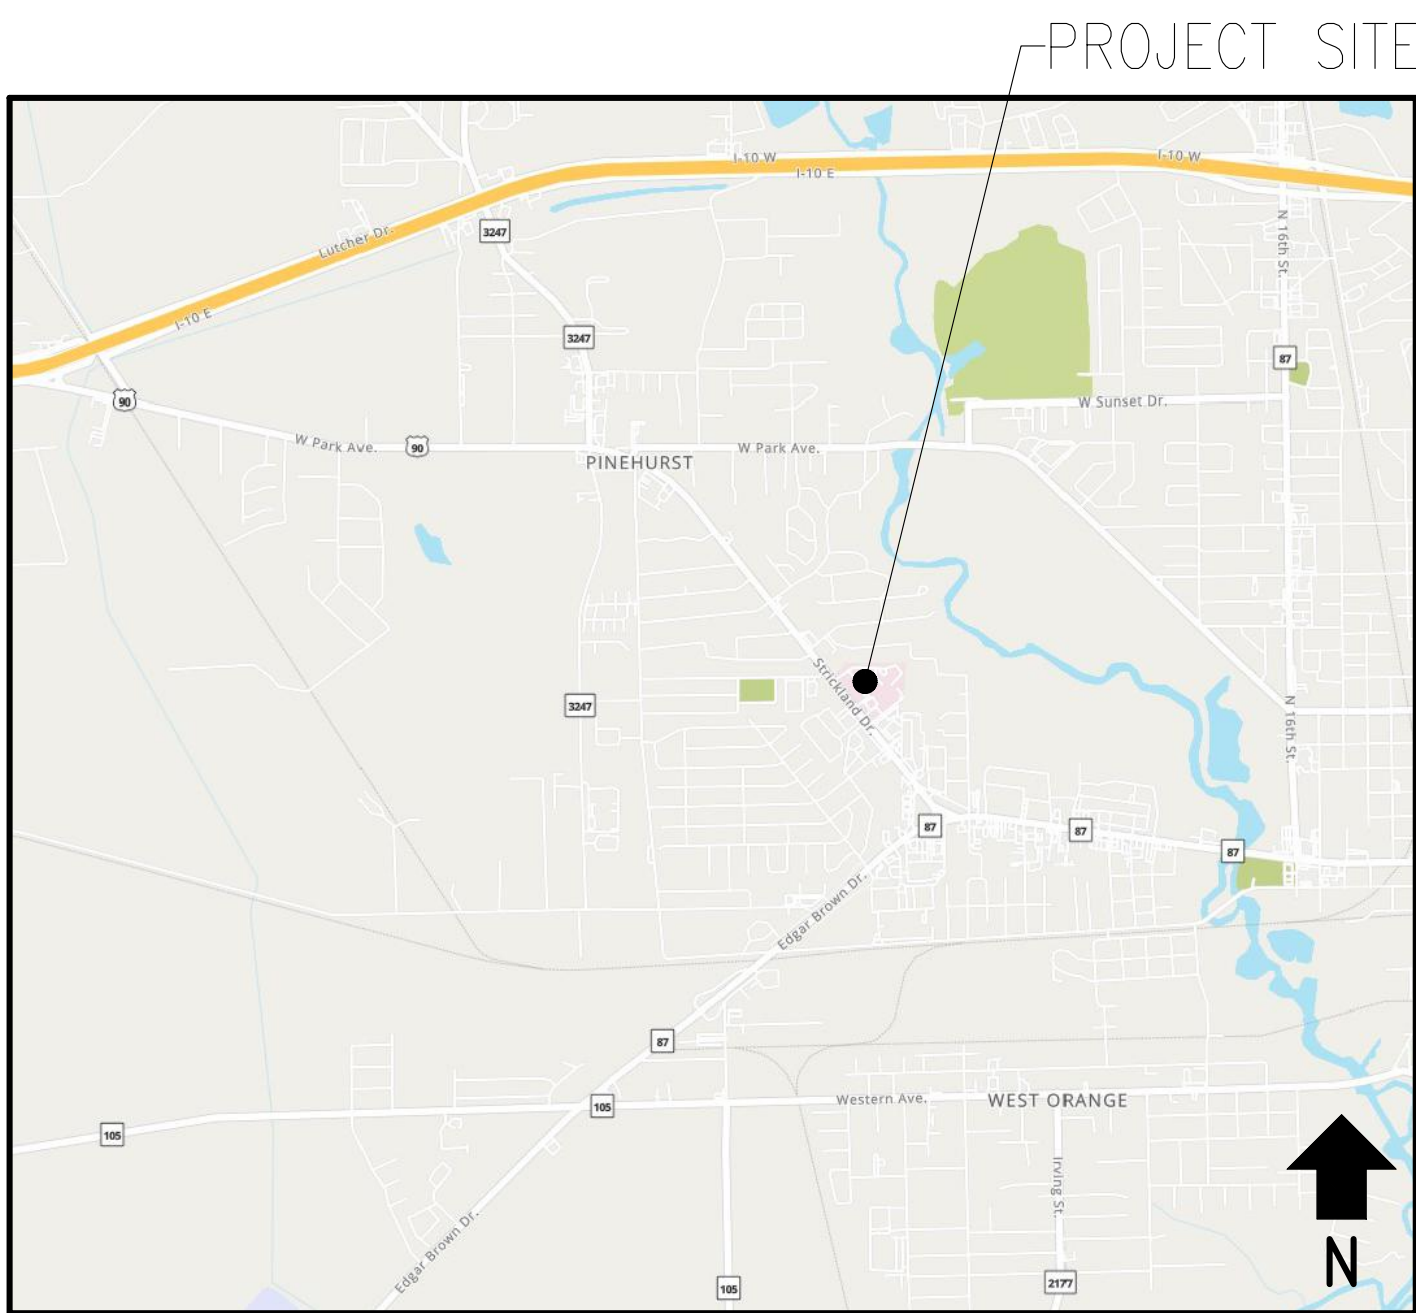 PROJECT SITE
I-10 W
I-10 W
I-10 E
N 16th St.
3247
Lutcher Dr.
I-10 E
3247
87
90
W Sunset Dr.
W Park Ave.
90
W Park Ave.
PINEHURST
Strickland Dr.
3247
N 16th St.
87
87
87
Edgar Brown Dr.
87
105
Western Ave.
WEST ORANGE
105
Irving St.
Edgar Brown Dr.
N
105
2177